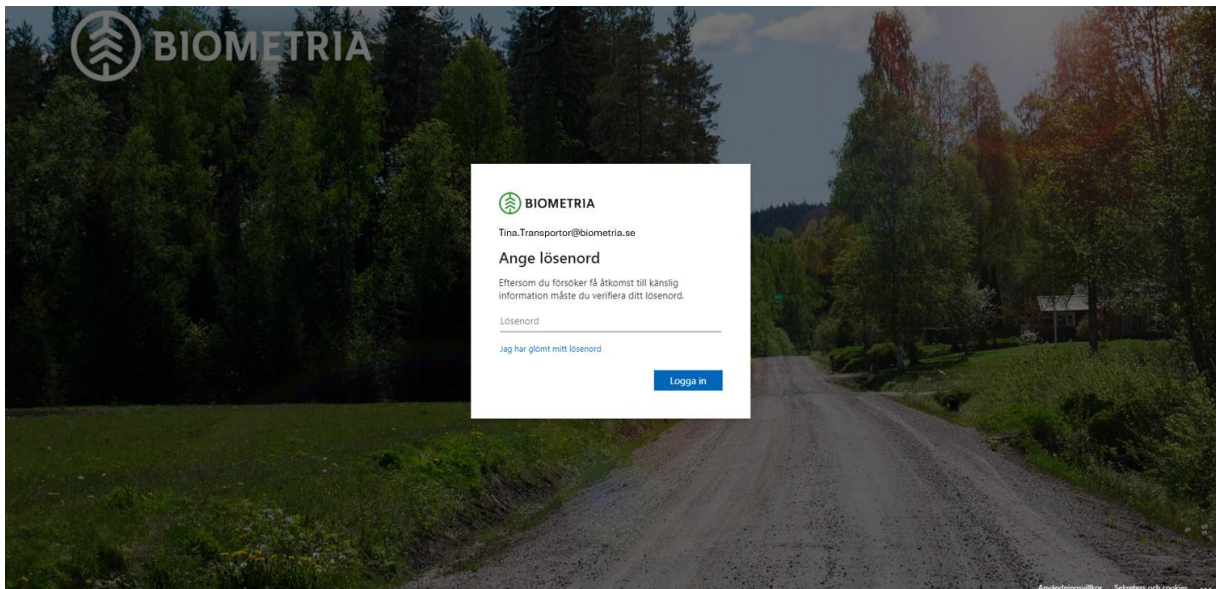 BIOMETRIA
BIOMETRIA
Tina.Transportor@biometria.se
Ange lösenord
Eftersom du försöker få åtkomst till känslig
information måste du verifiera ditt lösenord.
Lösenord
Jag har glömt mitt lösenord
Logga in
Användningsvillkor Sekretess och cookies ...